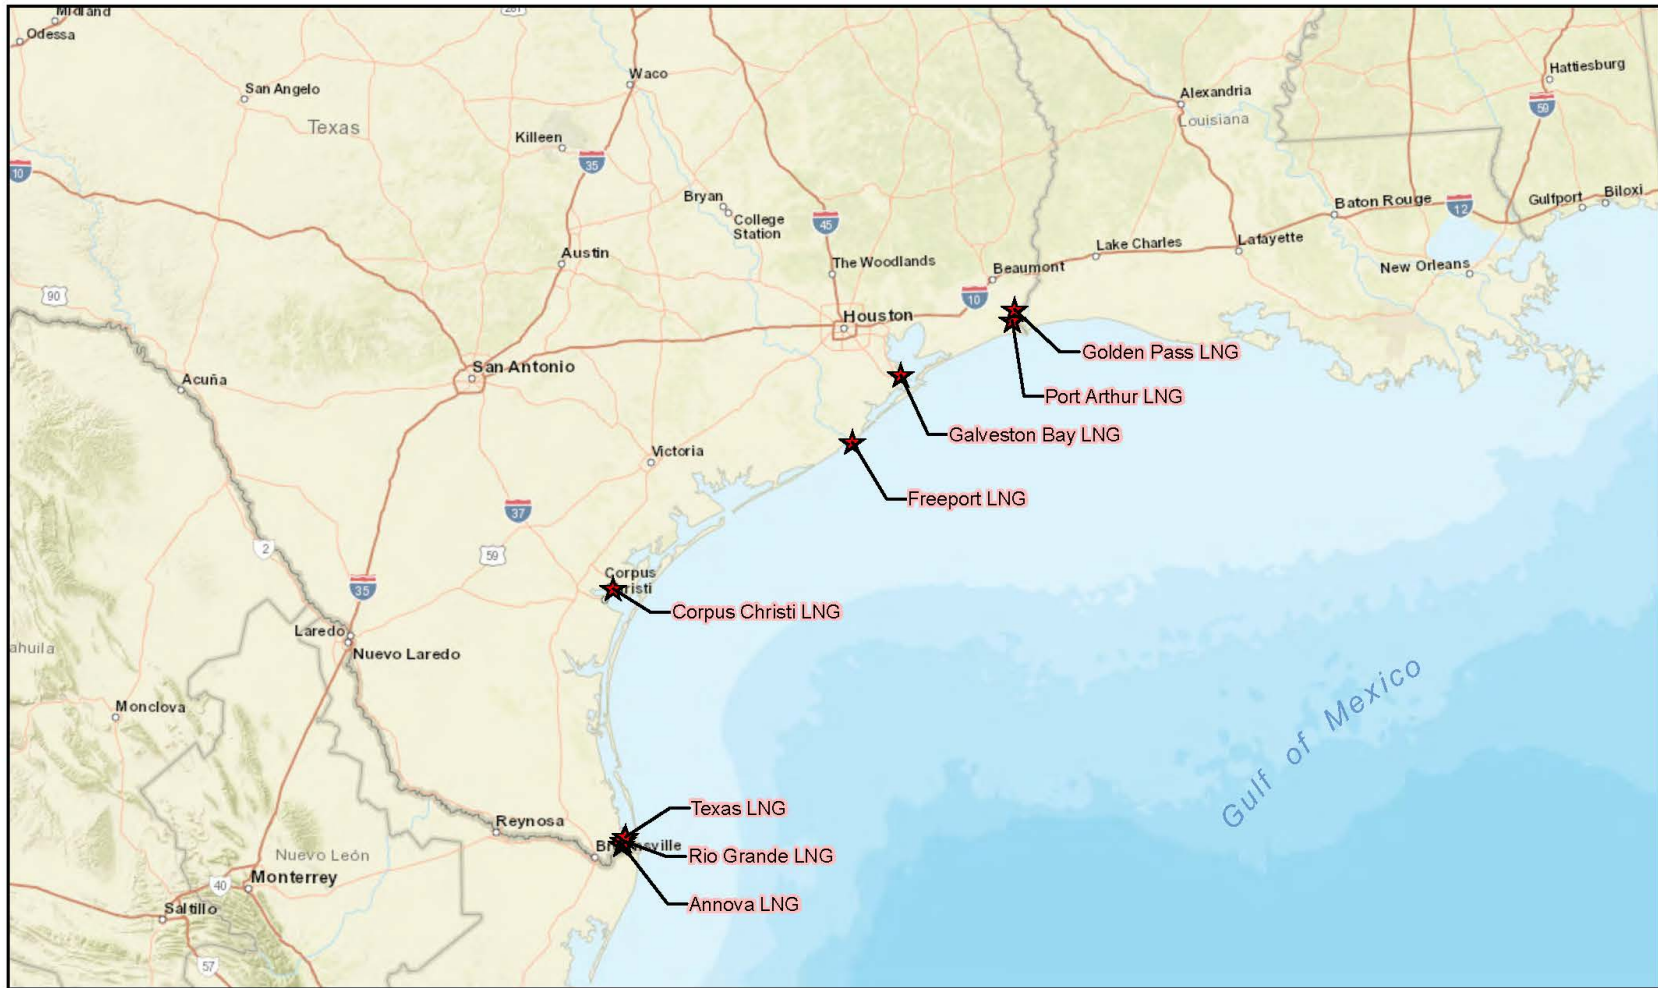 Midland
Odessa
281
Waco
San Angelo
Texas
Killeen
35
10
Bryan
College
Station
45
Alexandria
Louisiana
Hattiesburg
59
Baton Rouge
12
Gulfport
Biloxi
Lake Charles
Lafayette
New Orleans
Austin
The Woodlands
Beaumont
10
90
Houston
San Antonio
Acuña
Golden Pass LNG
Port Arthur LNG
Galveston Bay LNG
Victoria
Freeport LNG
37
2
59
35
Corpus
Corpus Christi LNG
Laredo
Nuevo Laredo
Monclova
Gulf of Mexico
Texas LNG
Reynosa
Rio Grande LNG
Nuevo León
40
Monterrey
Annova LNG
Saltillo
57